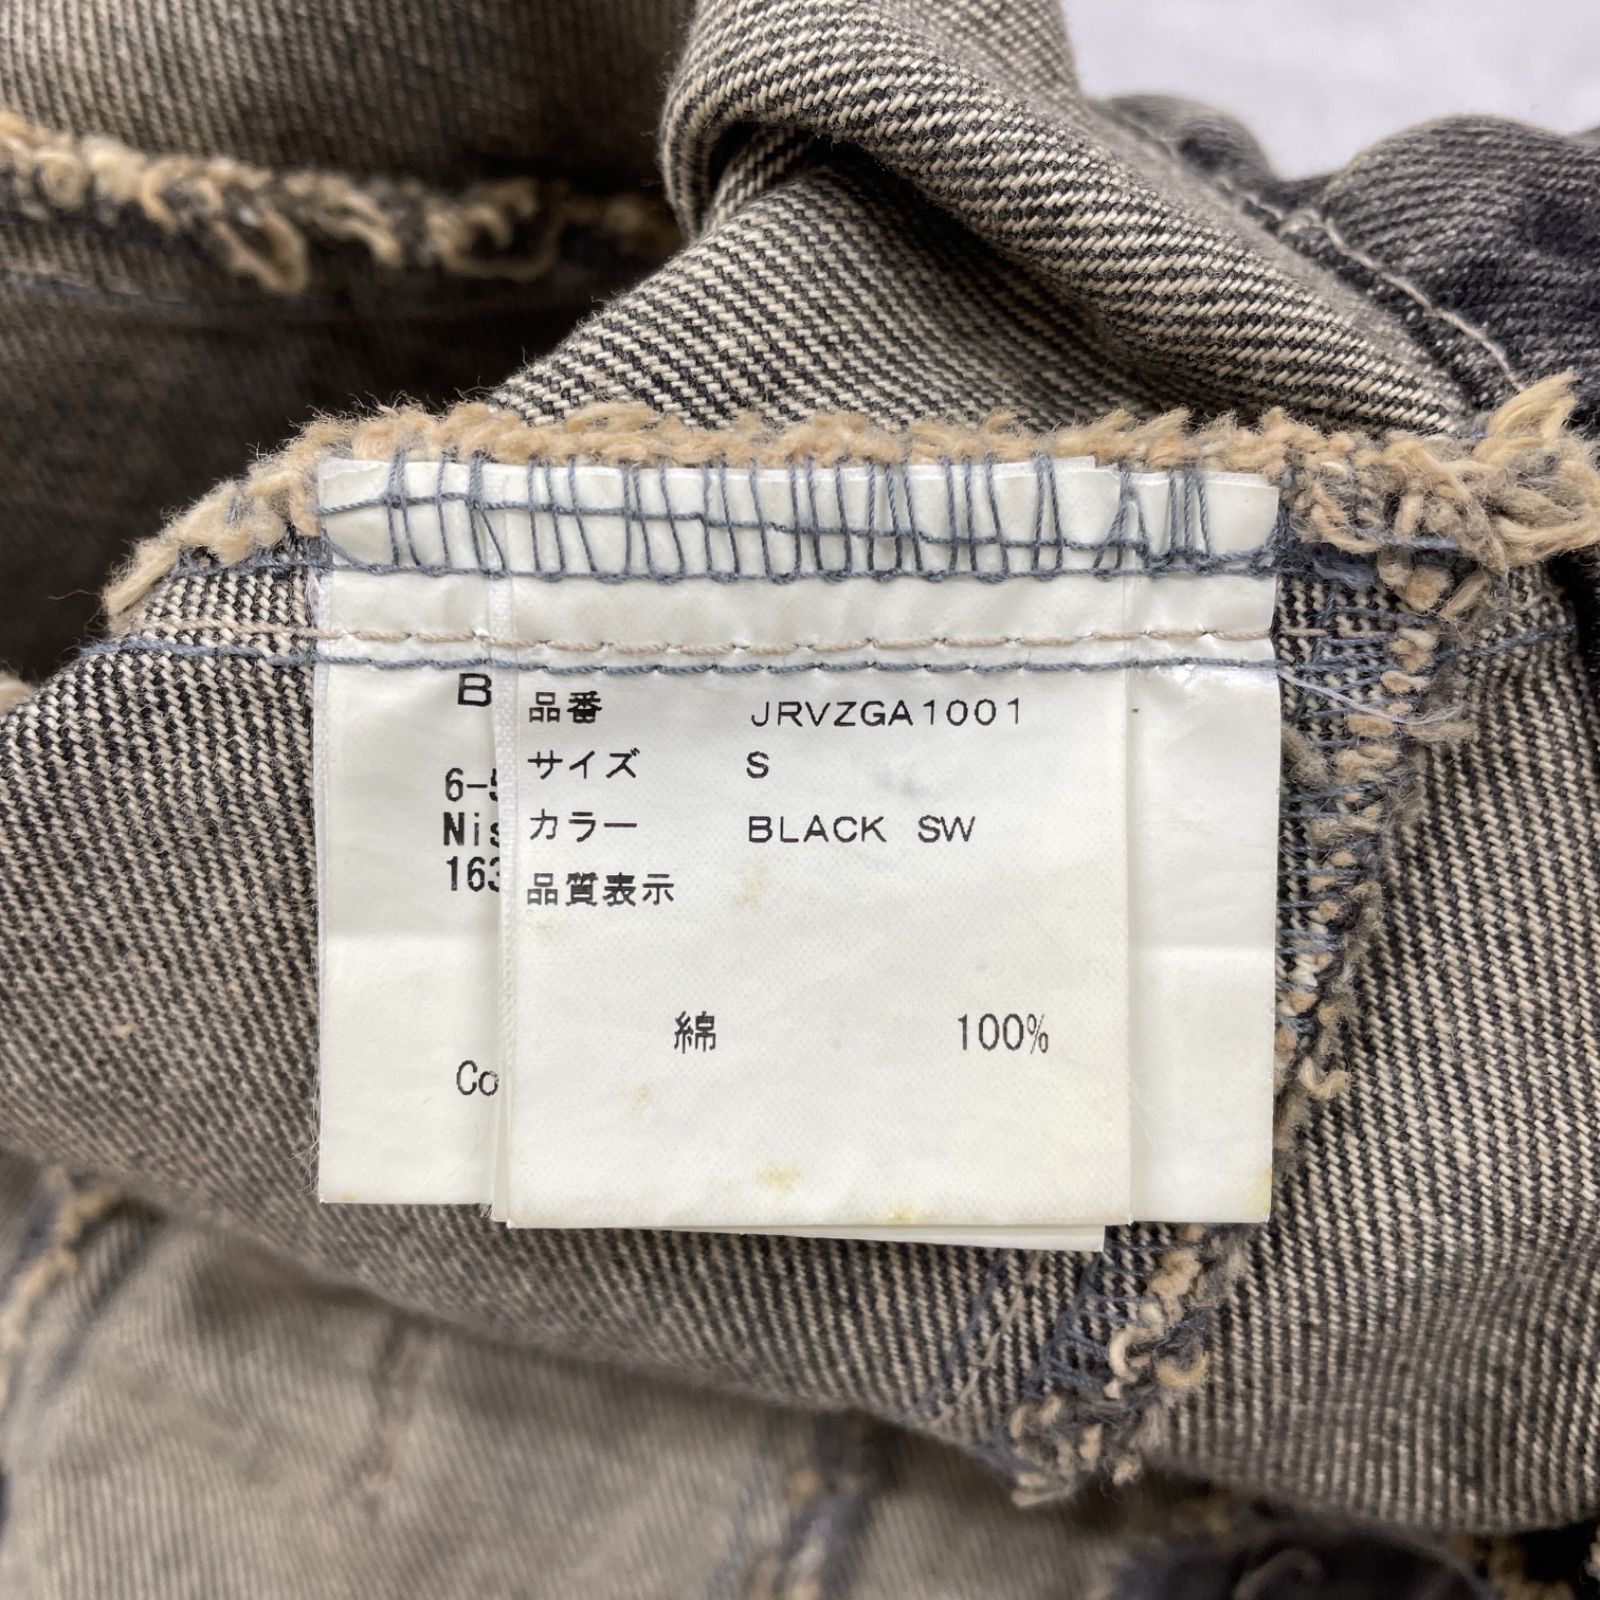 品番 JRVZGA1001
サイズ S
カラー BLACK SW
品質表示
綿 100%
B
6-5
Nis
163
Co